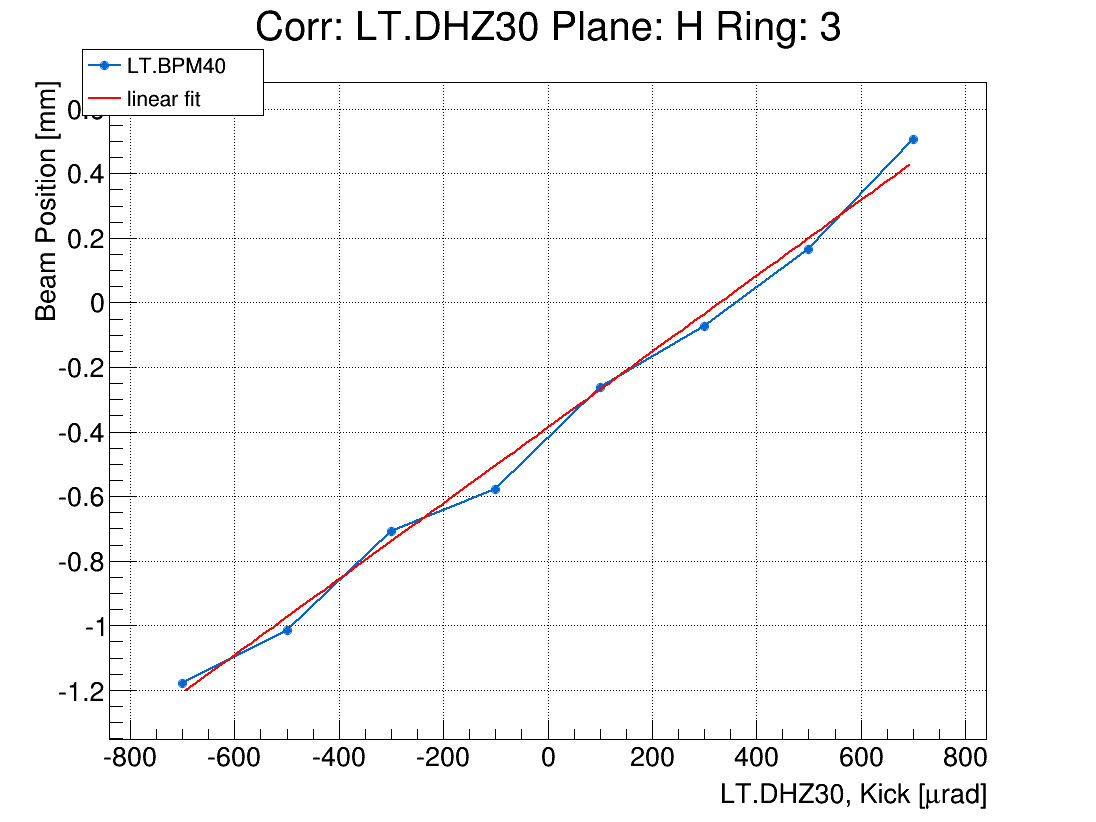 Corr: LT.DHZ30 Plane: H Ring: 3
LT.BPM40
linear fit
Beam Position [mm]
0.4
0.2
0
-0.2
-0.4
-0.6
-0.8
-1
-1.2
-800 -600 -400 -200 0 200 400 600 800
LT.DHZ30, Kick [μrad]